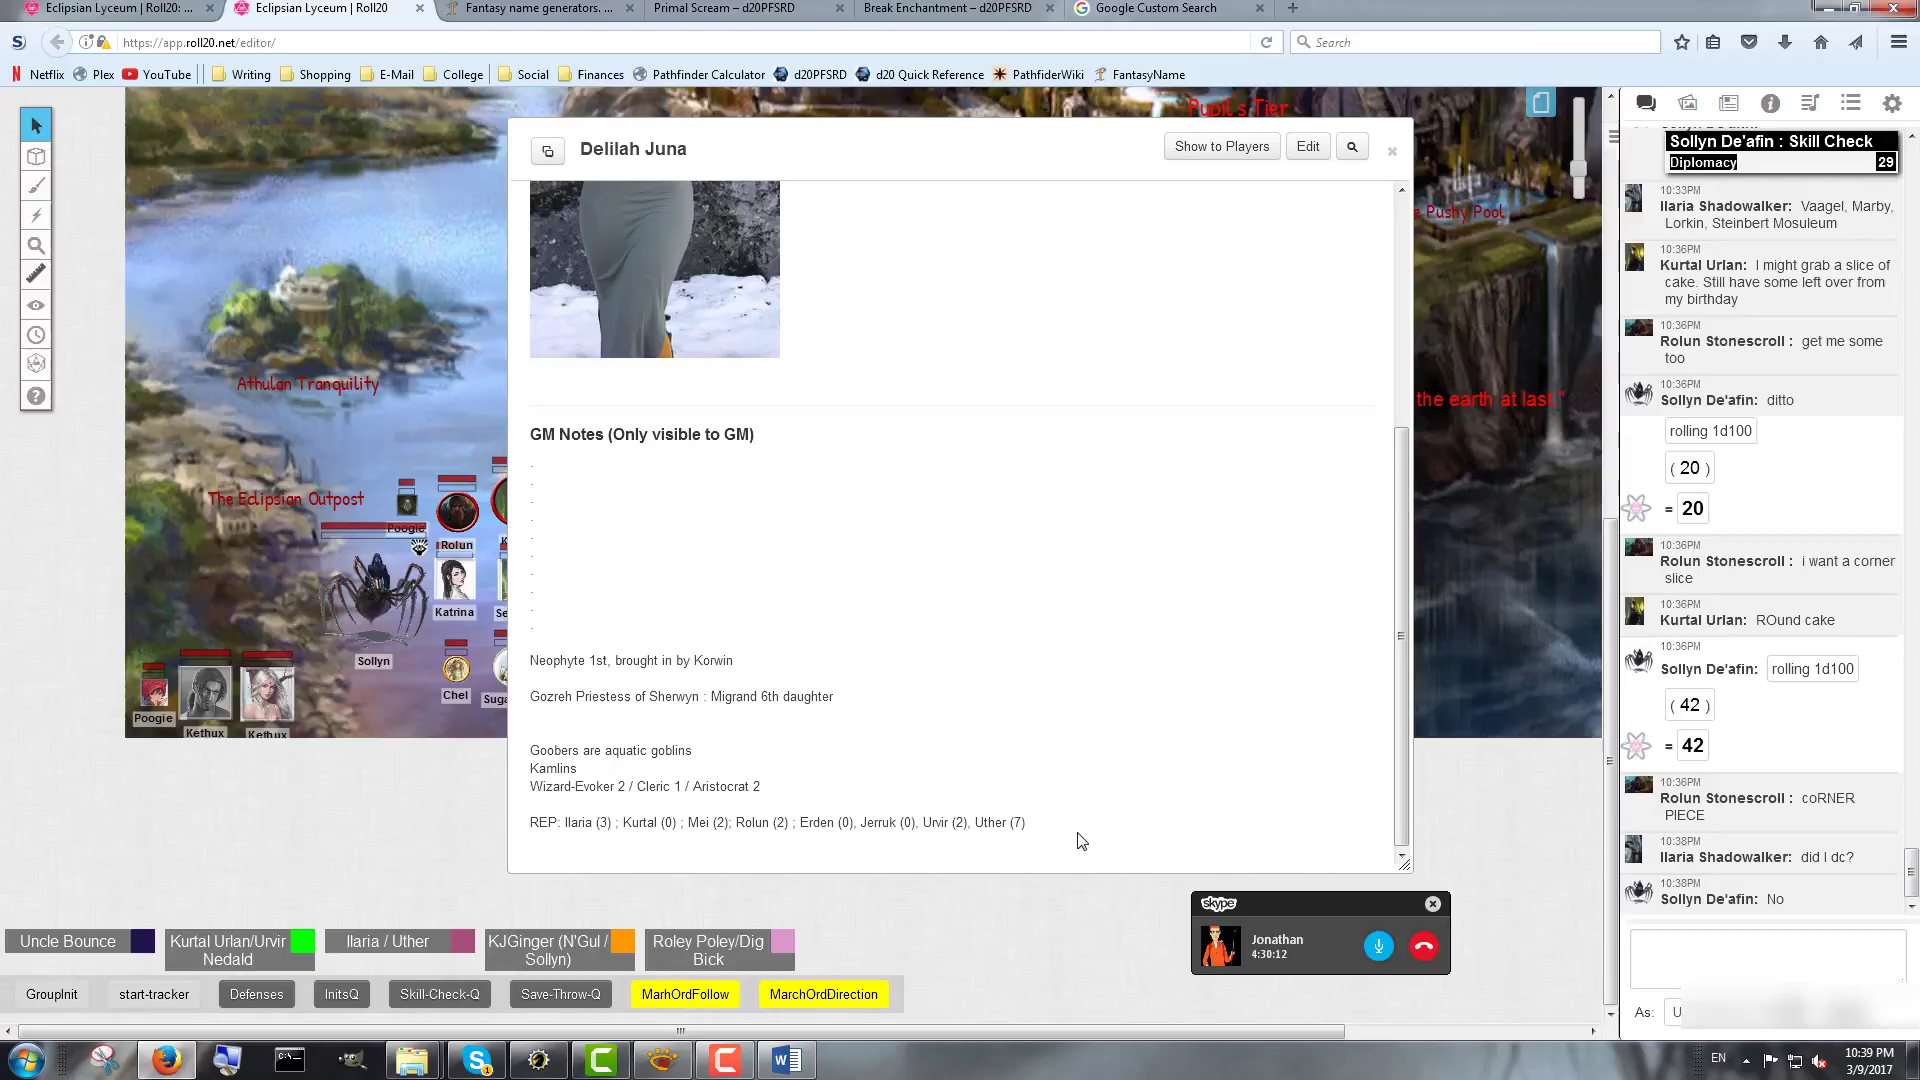 Eclipsian Lyceum | Roll20: ...
Eclipsian Lyceum | Roll20
Fantasy name generators. ...
Primal Scream – d20PFSRD
Break Enchantment – d20PFSRD
Google Custom Search
https://app.roll20.net/editor/
Search
Netflix
Plex
YouTube
Writing
Shopping
E-Mail
College
Social
Finances
Pathfinder Calculator
d20PFSRD
d20 Quick Reference
PathfiderWiki
FantasyName
Pupil's Tier
e Pushy Pool
the earth at last."
Athulan Tranquility
The Eclipsian Outpost
Poogie
Rolun
Katrina
Se
Sollyn
Chel
Suga
Poogie
Kethux
Kethux
Delilah Juna
Show to Players
Edit
GM Notes (Only visible to GM)
.
.
.
.
.
.
.
.
.
.
Neophyte 1st, brought in by Korwin
Gozreh Priestess of Sherwyn : Migrand 6th daughter
Goobers are aquatic goblins
Kamlins
Wizard-Evoker 2 / Cleric 1 / Aristocrat 2
REP: Ilaria (3) ; Kurtal (0) ; Mei (2); Rolun (2) ; Erden (0), Jerruk (0), Urvir (2), Uther (7)
Sollyn De'afin : Skill Check
Diplomacy 29
10:33PM
Ilaria Shadowalker: Vaagel, Marby,
Lorkin, Steinbert Mosuleum
10:36PM
Kurtal Urlan: I might grab a slice of
cake. Still have some left over from
my birthday
10:36PM
Rolun Stonescroll : get me some
too
10:36PM
Sollyn De'afin: ditto
rolling 1d100
( 20 )
= 20
10:36PM
Rolun Stonescroll : i want a corner
slice
10:36PM
Kurtal Urlan: ROund cake
10:36PM
Sollyn De'afin: rolling 1d100
( 42 )
= 42
10:36PM
Rolun Stonescroll : coRNER
PIECE
10:38PM
Ilaria Shadowalker: did I dc?
10:38PM
Sollyn De'afin: No
As: U
skype
Jonathan
4:30:12
Uncle Bounce
Kurtal Urlan/Urvir
Nedald
Ilaria / Uther
KJGinger (N'Gul /
Sollyn)
Roley Poley/Dig
Bick
GroupInit
start-tracker
Defenses
InitsQ
Skill-Check-Q
Save-Throw-Q
MarhOrdFollow
MarchOrdDirection
EN
10:39 PM
3/9/2017